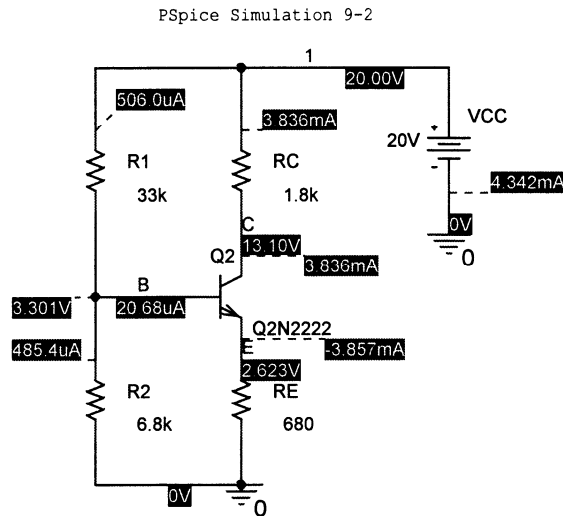 PSpice Simulation 9-2
1
20.00V
506.0uA
3.836mA
VCC
20V
R1
33k
RC
1.8k
4.342mA
0V
0
C
13.10V
Q2
3.836mA
B
3.301V
20.68uA
Q2N2222
485.4uA
E
-3.857mA
2.623V
R2
6.8k
RE
680
0V
0